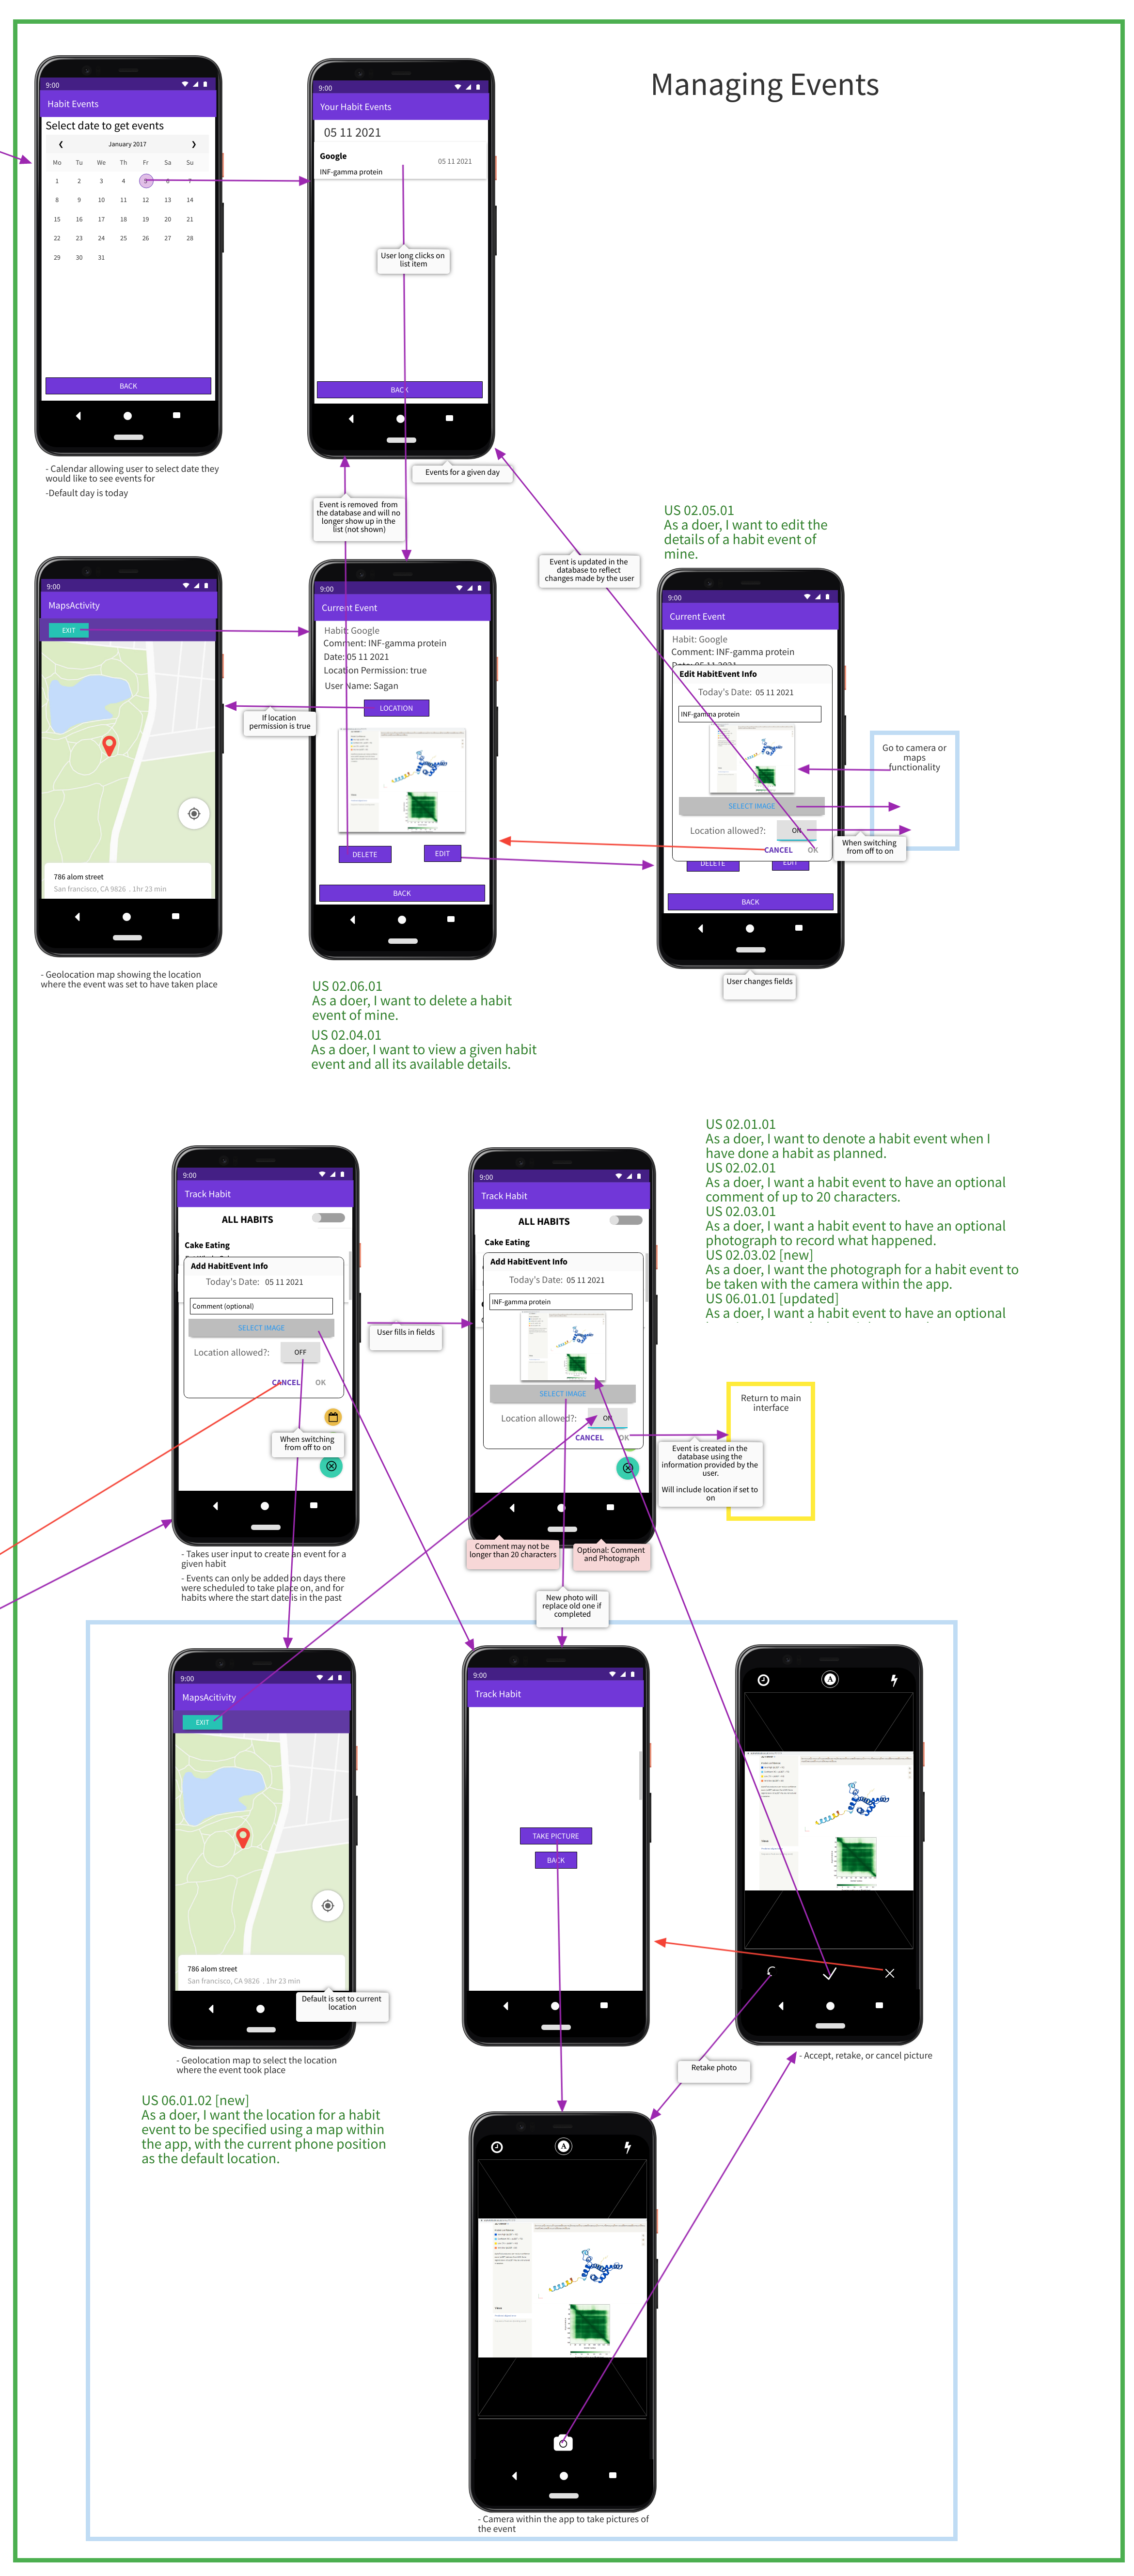 Managing Events
9:00
Habit Events
Select date to get events
January 2017
Mo Tu We Th Fr Sa Su
1 2 3 4 5 6 7
8 9 10 11 12 13 14
15 16 17 18 19 20 21
22 23 24 25 26 27 28
29 30 31
BACK
- Calendar allowing user to select date they
would like to see events for
-Default day is today
9:00
Your Habit Events
05 11 2021
Google
05 11 2021
INF-gamma protein
User long clicks on
list item
BACK
Events for a given day
Event is removed from
the database and will no
longer show up in the
list (not shown)
Event is updated in the
database to reflect
changes made by the user
US 02.05.01
As a doer, I want to edit the
details of a habit event of
mine.
9:00
MapsActivity
EXIT
786 alom street
San francisco, CA 9826 . 1hr 23 min
- Geolocation map showing the location
where the event was set to have taken place
If location
permission is true
9:00
Current Event
Habit: Google
Comment: INF-gamma protein
Date: 05 11 2021
Location Permission: true
User Name: Sagan
LOCATION
DELETE
EDIT
BACK
US 02.06.01
As a doer, I want to delete a habit
event of mine.
US 02.04.01
As a doer, I want to view a given habit
event and all its available details.
9:00
Current Event
Habit: Google
Comment: INF-gamma protein
Date: 05 11 2021
Edit HabitEvent Info
Today's Date: 05 11 2021
INF-gamma protein
SELECT IMAGE
Location allowed?: ON
CANCEL OK
DELETE
EDIT
BACK
User changes fields
Go to camera or
maps
functionality
When switching
from off to on
US 02.01.01
As a doer, I want to denote a habit event when I
have done a habit as planned.
US 02.02.01
As a doer, I want a habit event to have an optional
comment of up to 20 characters.
US 02.03.01
As a doer, I want a habit event to have an optional
photograph to record what happened.
US 02.03.02 [new]
As a doer, I want the photograph for a habit event to
be taken with the camera within the app.
US 06.01.01 [updated]
As a doer, I want a habit event to have an optional
9:00
Track Habit
ALL HABITS
Cake Eating
Add HabitEvent Info
Today's Date: 05 11 2021
Comment (optional)
SELECT IMAGE
Location allowed?: OFF
CANCEL OK
When switching
from off to on
- Takes user input to create an event for a
given habit
- Events can only be added on days there
were scheduled to take place on, and for
habits where the start date is in the past
User fills in fields
9:00
Track Habit
ALL HABITS
Cake Eating
Add HabitEvent Info
Today's Date: 05 11 2021
INF-gamma protein
SELECT IMAGE
Location allowed?: ON
CANCEL OK
Comment may not be
longer than 20 characters
Optional: Comment
and Photograph
Return to main
interface
Event is created in the
database using the
information provided by the
user.
Will include location if set to
on
New photo will
replace old one if
completed
9:00
MapsAcitivity
EXIT
786 alom street
San francisco, CA 9826 . 1hr 23 min
Default is set to current
location
- Geolocation map to select the location
where the event took place
US 06.01.02 [new]
As a doer, I want the location for a habit
event to be specified using a map within
the app, with the current phone position
as the default location.
9:00
Track Habit
TAKE PICTURE
BACK
A
- Accept, retake, or cancel picture
Retake photo
A
- Camera within the app to take pictures of
the event